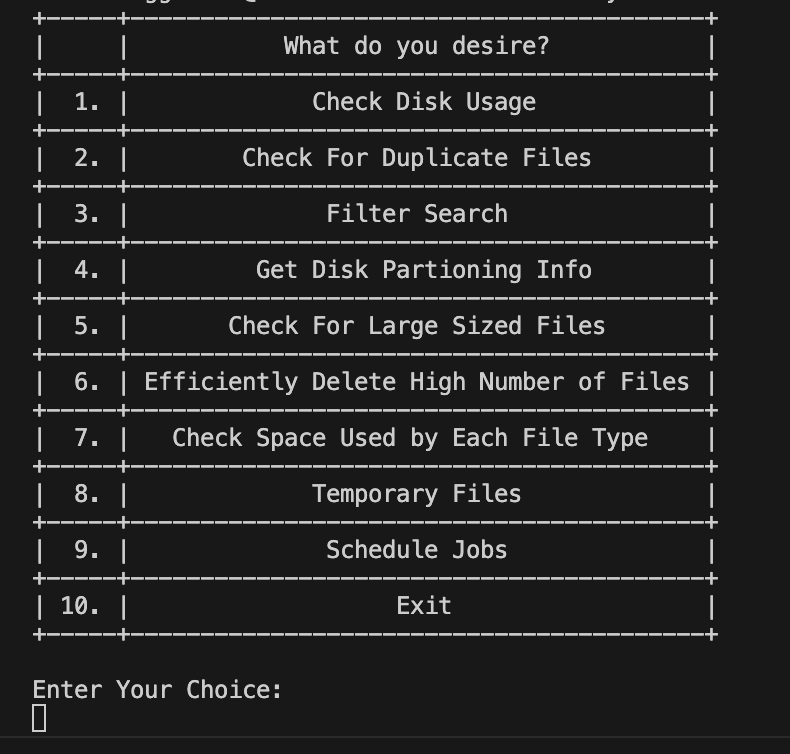 What do you desire?
1. Check Disk Usage
2. Check For Duplicate Files
3. Filter Search
4. Get Disk Partioning Info
5. Check For Large Sized Files
6. Efficiently Delete High Number of Files
7. Check Space Used by Each File Type
8. Temporary Files
9. Schedule Jobs
10. Exit
Enter Your Choice: